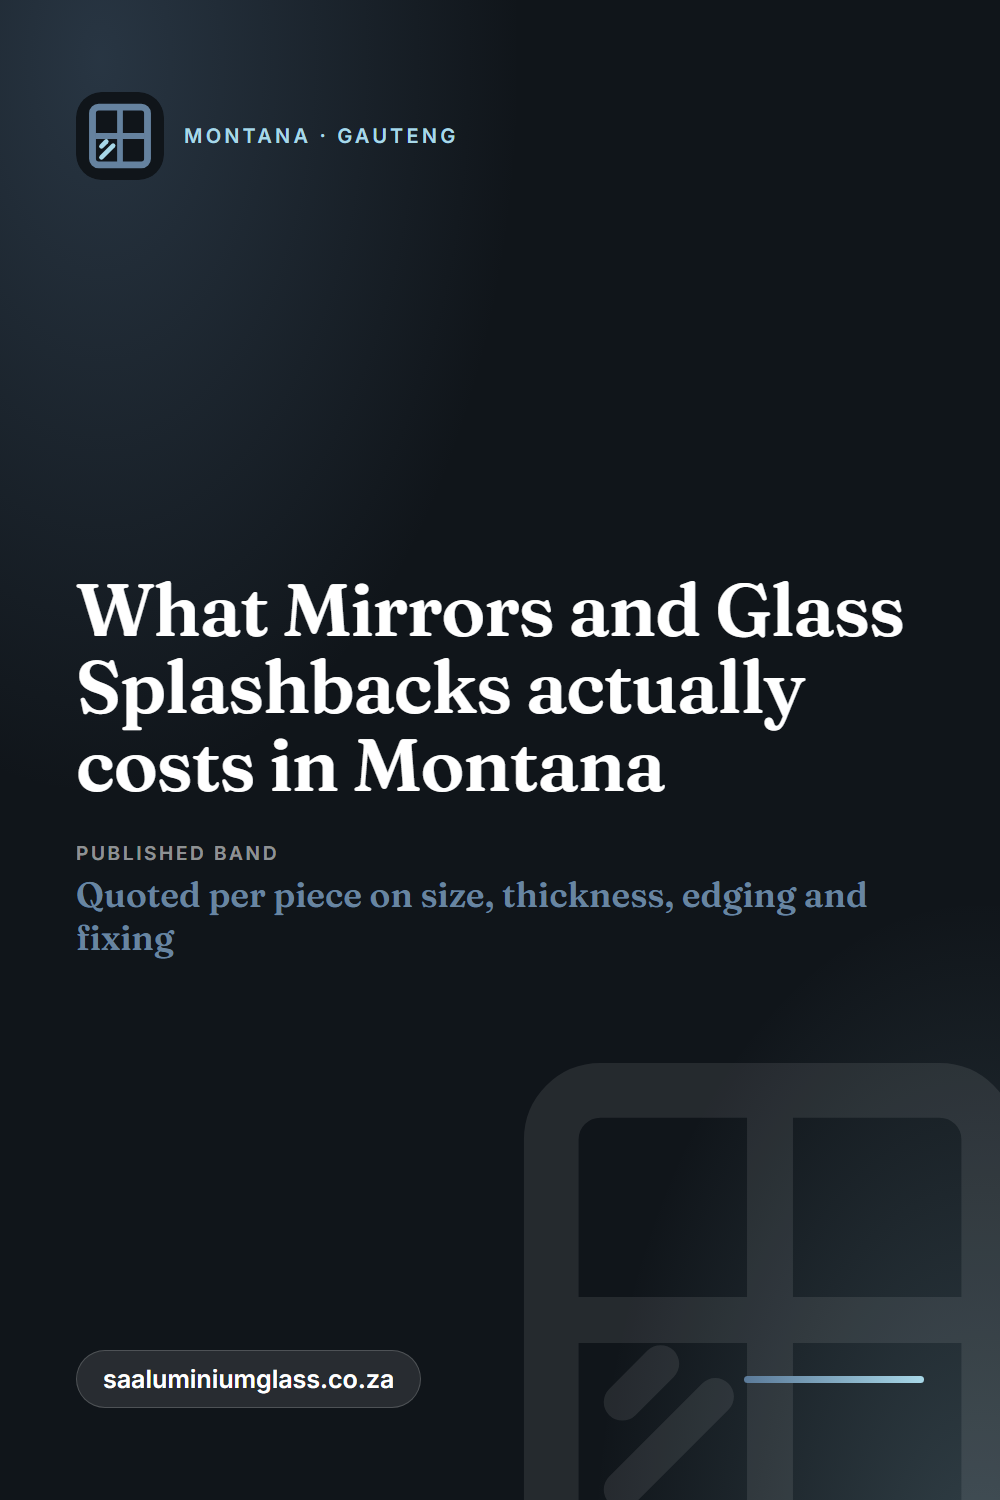 MONTANA · GAUTENG
What Mirrors and Glass
Splashbacks actually
costs in Montana
PUBLISHED BAND
Quoted per piece on size, thickness, edging and
fixing
saaluminiumglass.co.za